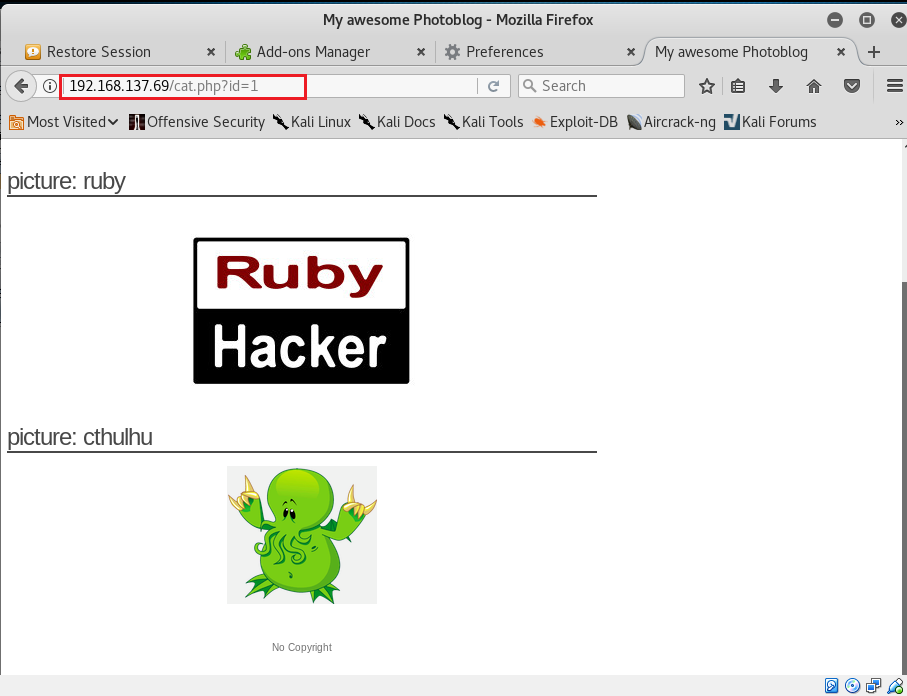 My awesome Photoblog - Mozilla Firefox
Restore Session × Add-ons Manager × Preferences × My awesome Photoblog × +
192.168.137.69/cat.php?id=1 Search
Most Visited Offensive Security Kali Linux Kali Docs Kali Tools Exploit-DB Aircrack-ng Kali Forums »
picture: ruby
Ruby
Hacker
picture: cthulhu
No Copyright